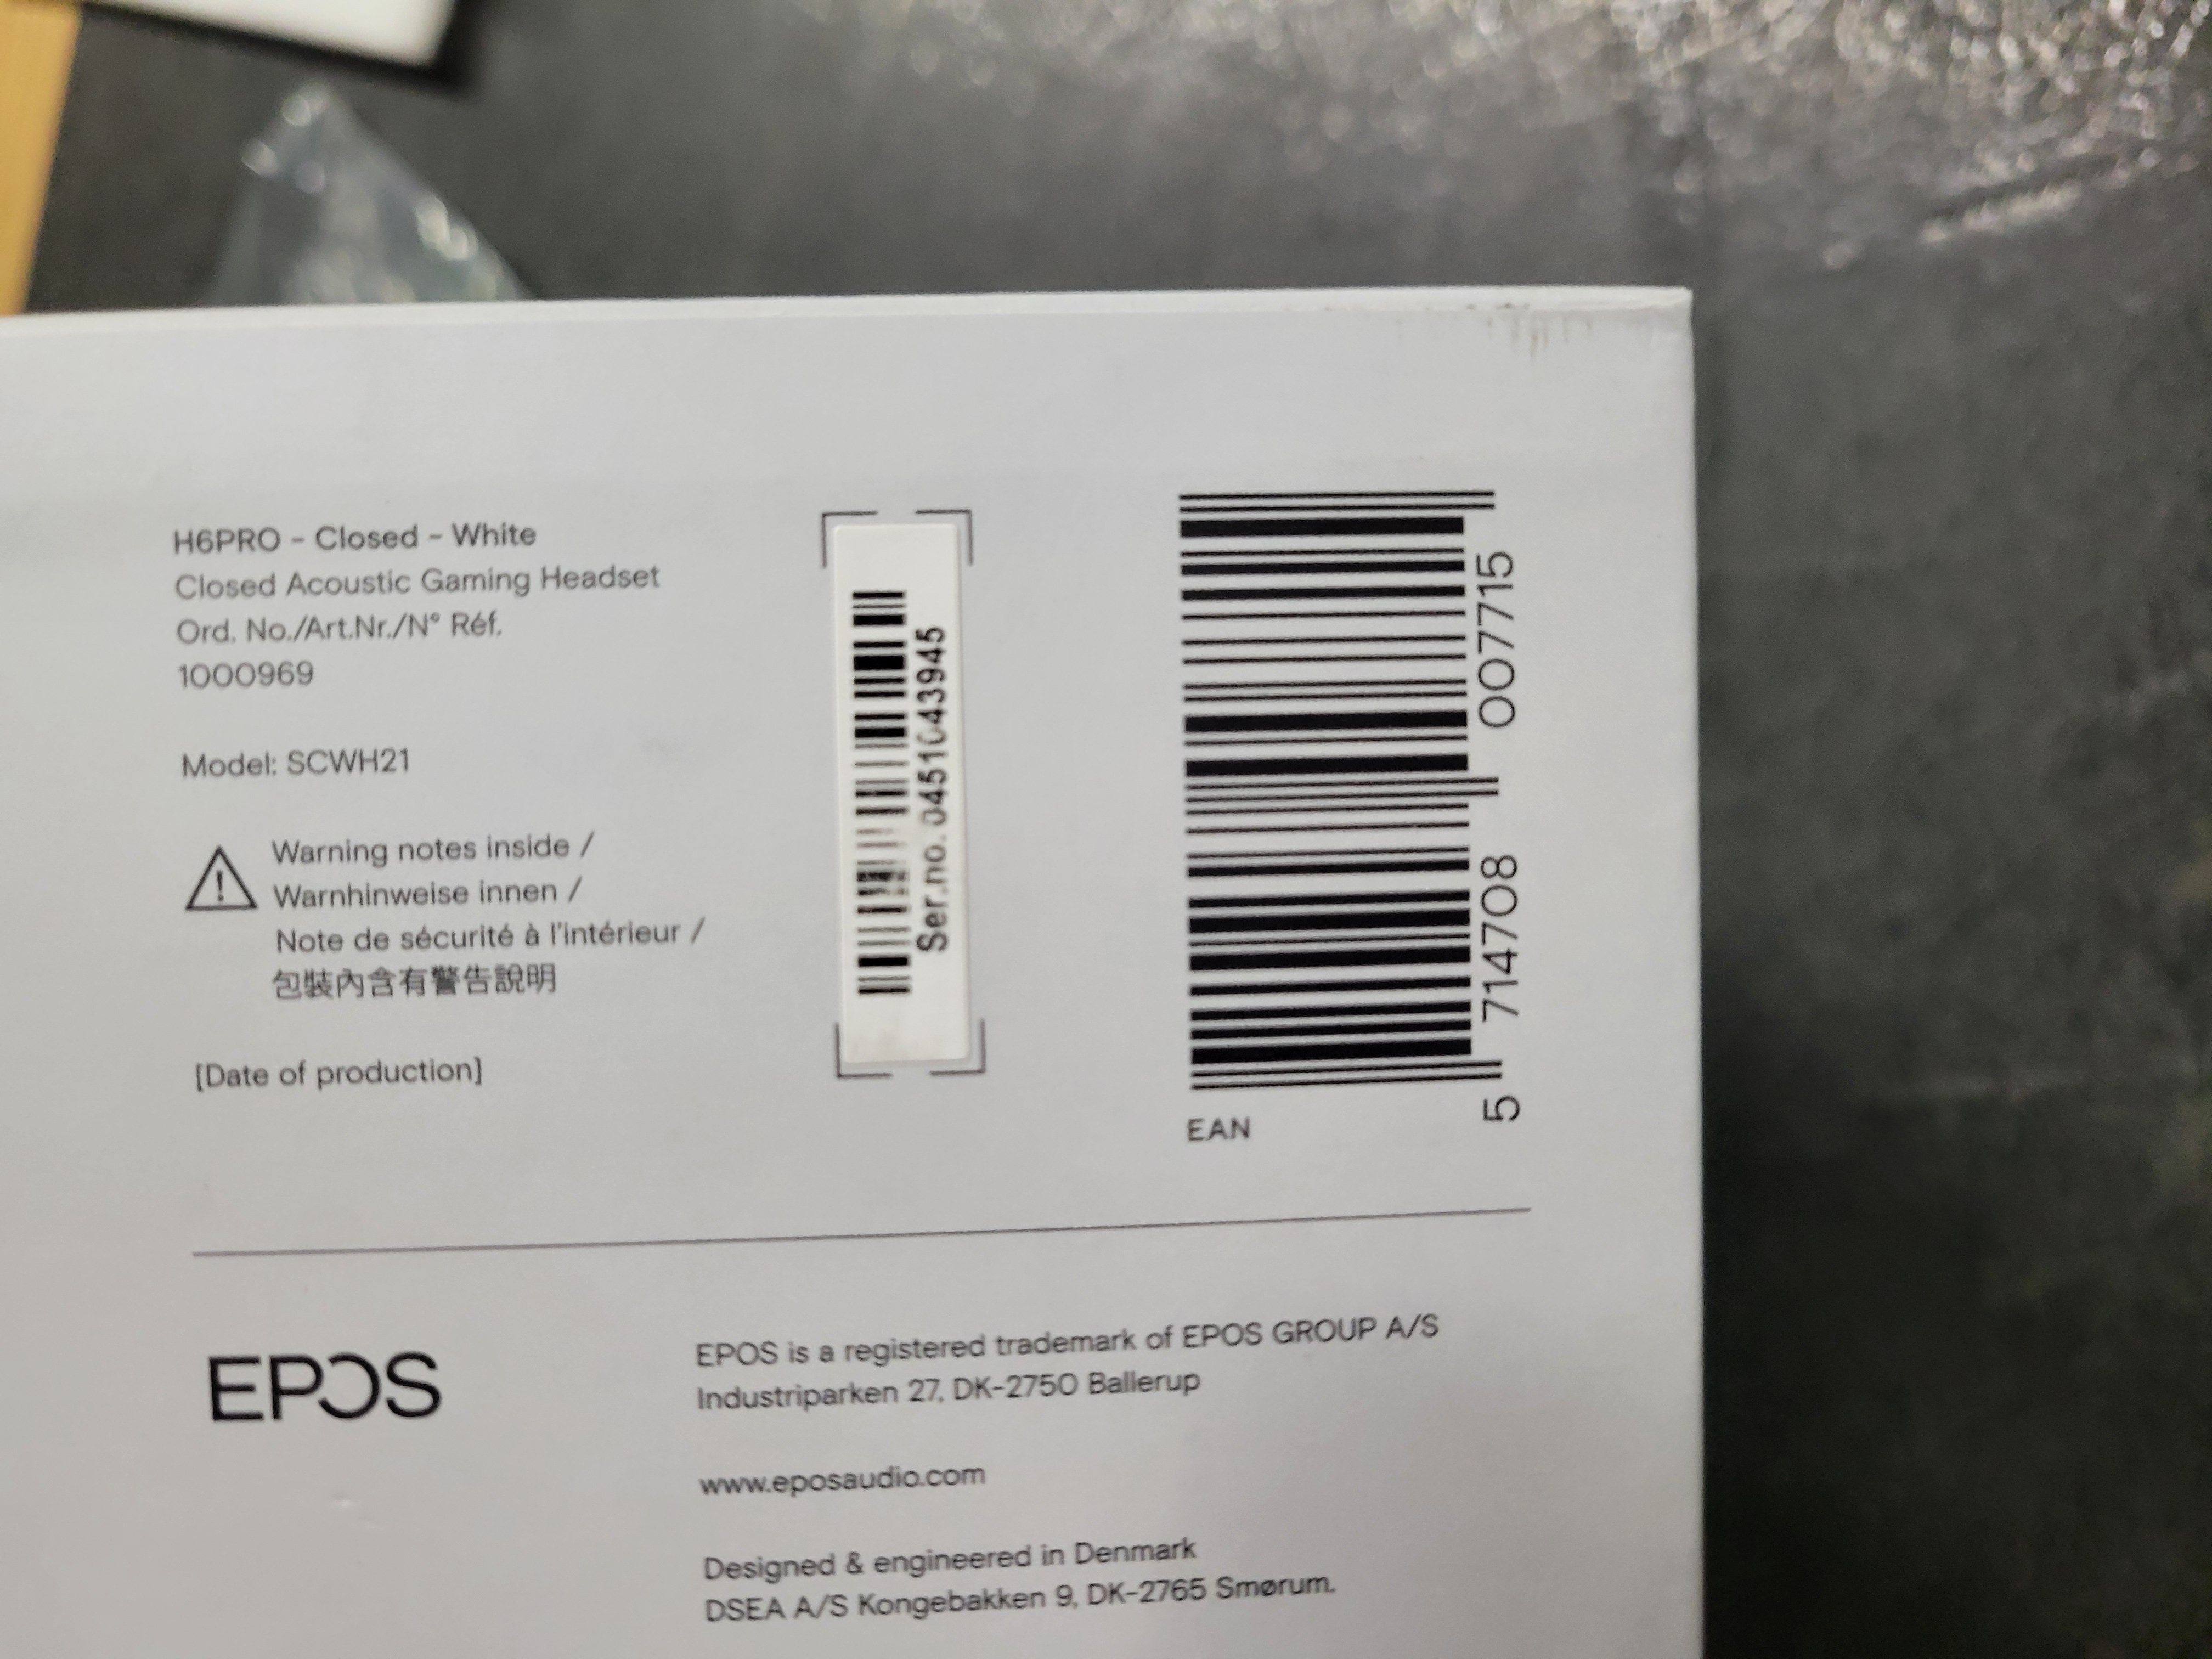 H6PRO - Closed - White
Closed Acoustic Gaming Headset
Ord. No./Art.Nr./N° Réf.
1000969
Model: SCWH21
Warning notes inside /
Warnhinweise innen /
Note de sécurité à l'intérieur /
包裝內含有警告說明
[Date of production]
Ser.no. 0451043945
5 714708 007715
EAN
EPOS
EPOS is a registered trademark of EPOS GROUP A/S
Industriparken 27, DK-2750 Ballerup
www.eposaudio.com
Designed & engineered in Denmark
DSEA A/S Kongebakken 9, DK-2765 Smørum.